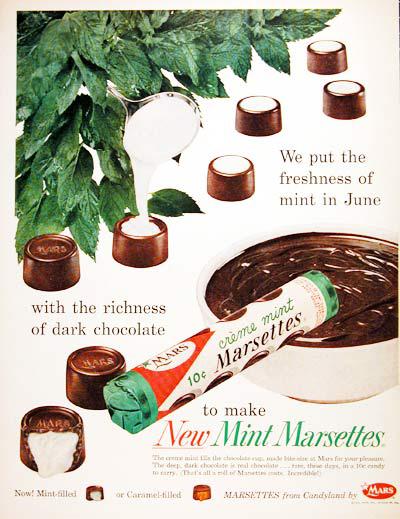 We put the
freshness of
mint in June
MARS
with the richness
of dark chocolate
MARS
10¢
crème mint
Marsettes
MARS
MARS
to make
New Mint Marsettes
The creme mint fills the chocolate cup, made bite-size at Mars for your pleasure.
The deep, dark chocolate is real chocolate . . . rare, these days, in a 10¢ candy
to carry. (That's all a roll of Marsettes costs. Incredible!)
Now! Mint-filled or Caramel-filled MARSETTES from Candyland by MARS